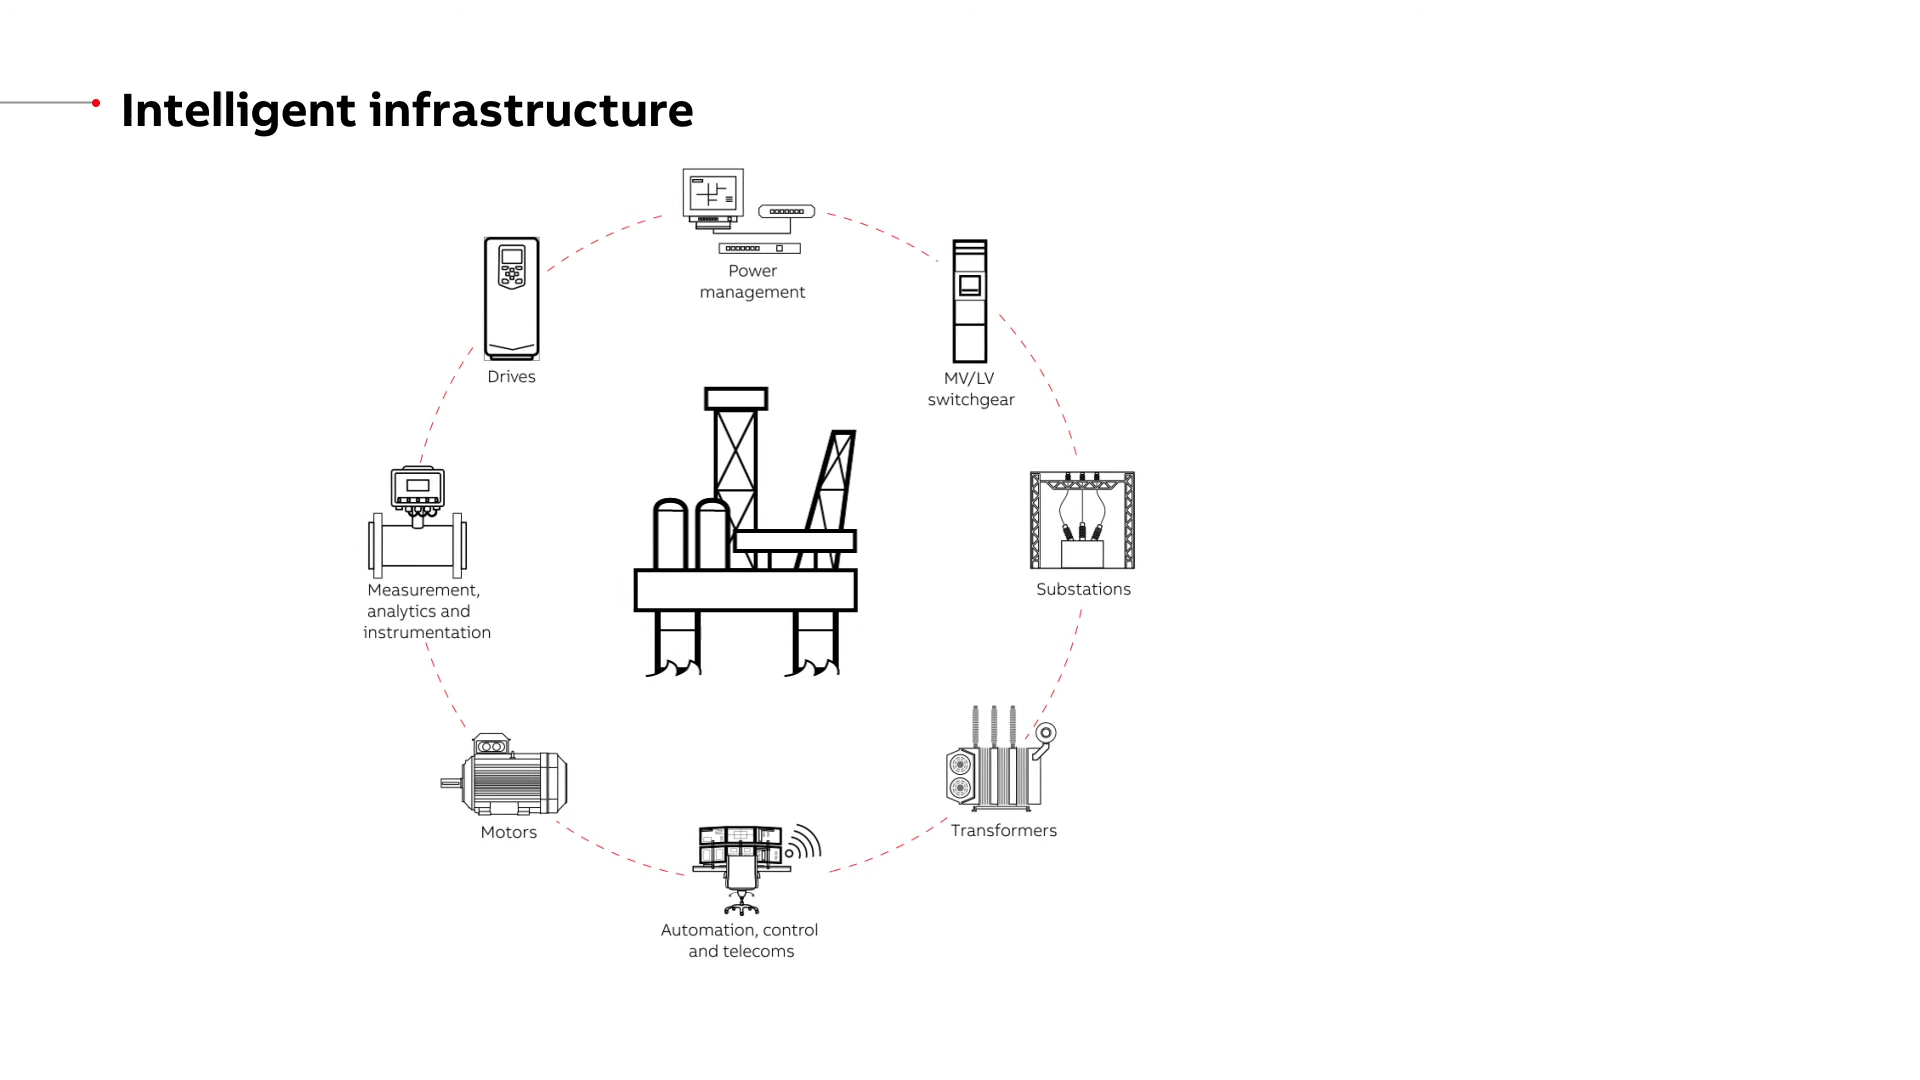 Intelligent infrastructure
Power
management
Drives
MV/LV
switchgear
Measurement,
analytics and
instrumentation
Substations
Motors
Transformers
Automation, control
and telecoms